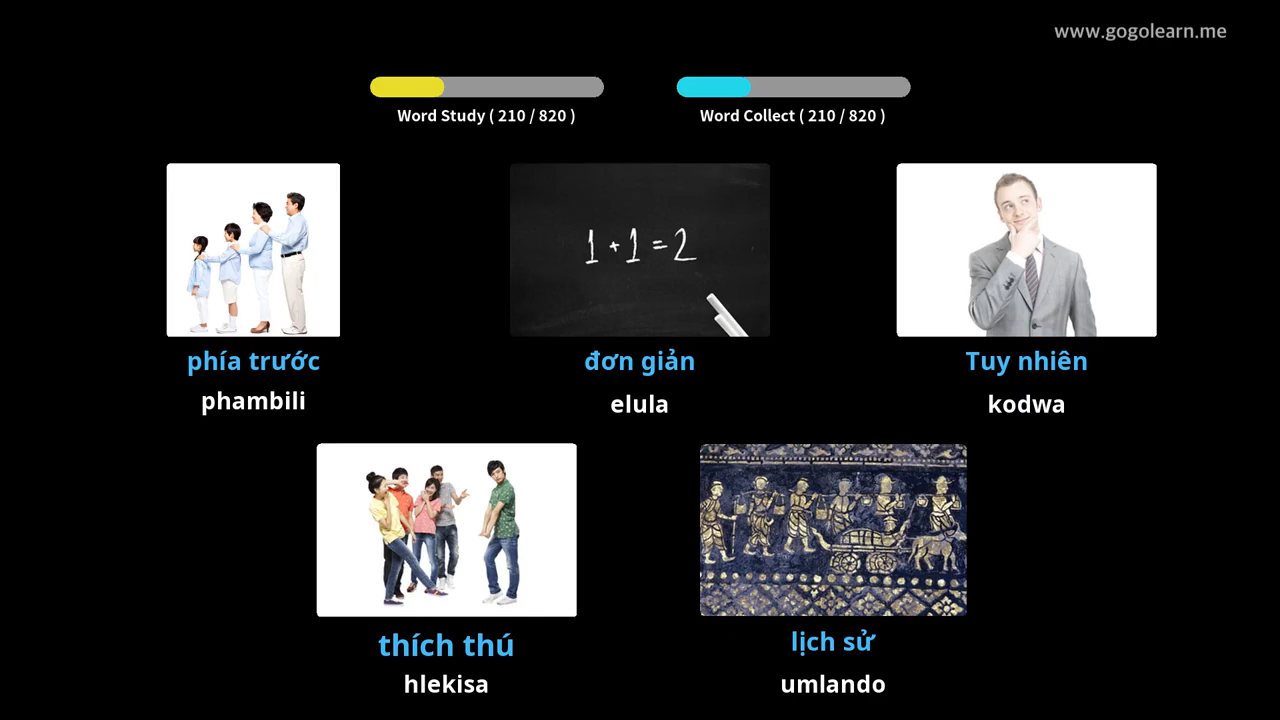 www.gogolearn.me
Word Study ( 210 / 820 )
Word Collect ( 210 / 820 )
1 + 1 = 2
phía trước
phambili
đơn giản
elula
Tuy nhiên
kodwa
thích thú
hlekisa
lịch sử
umlando